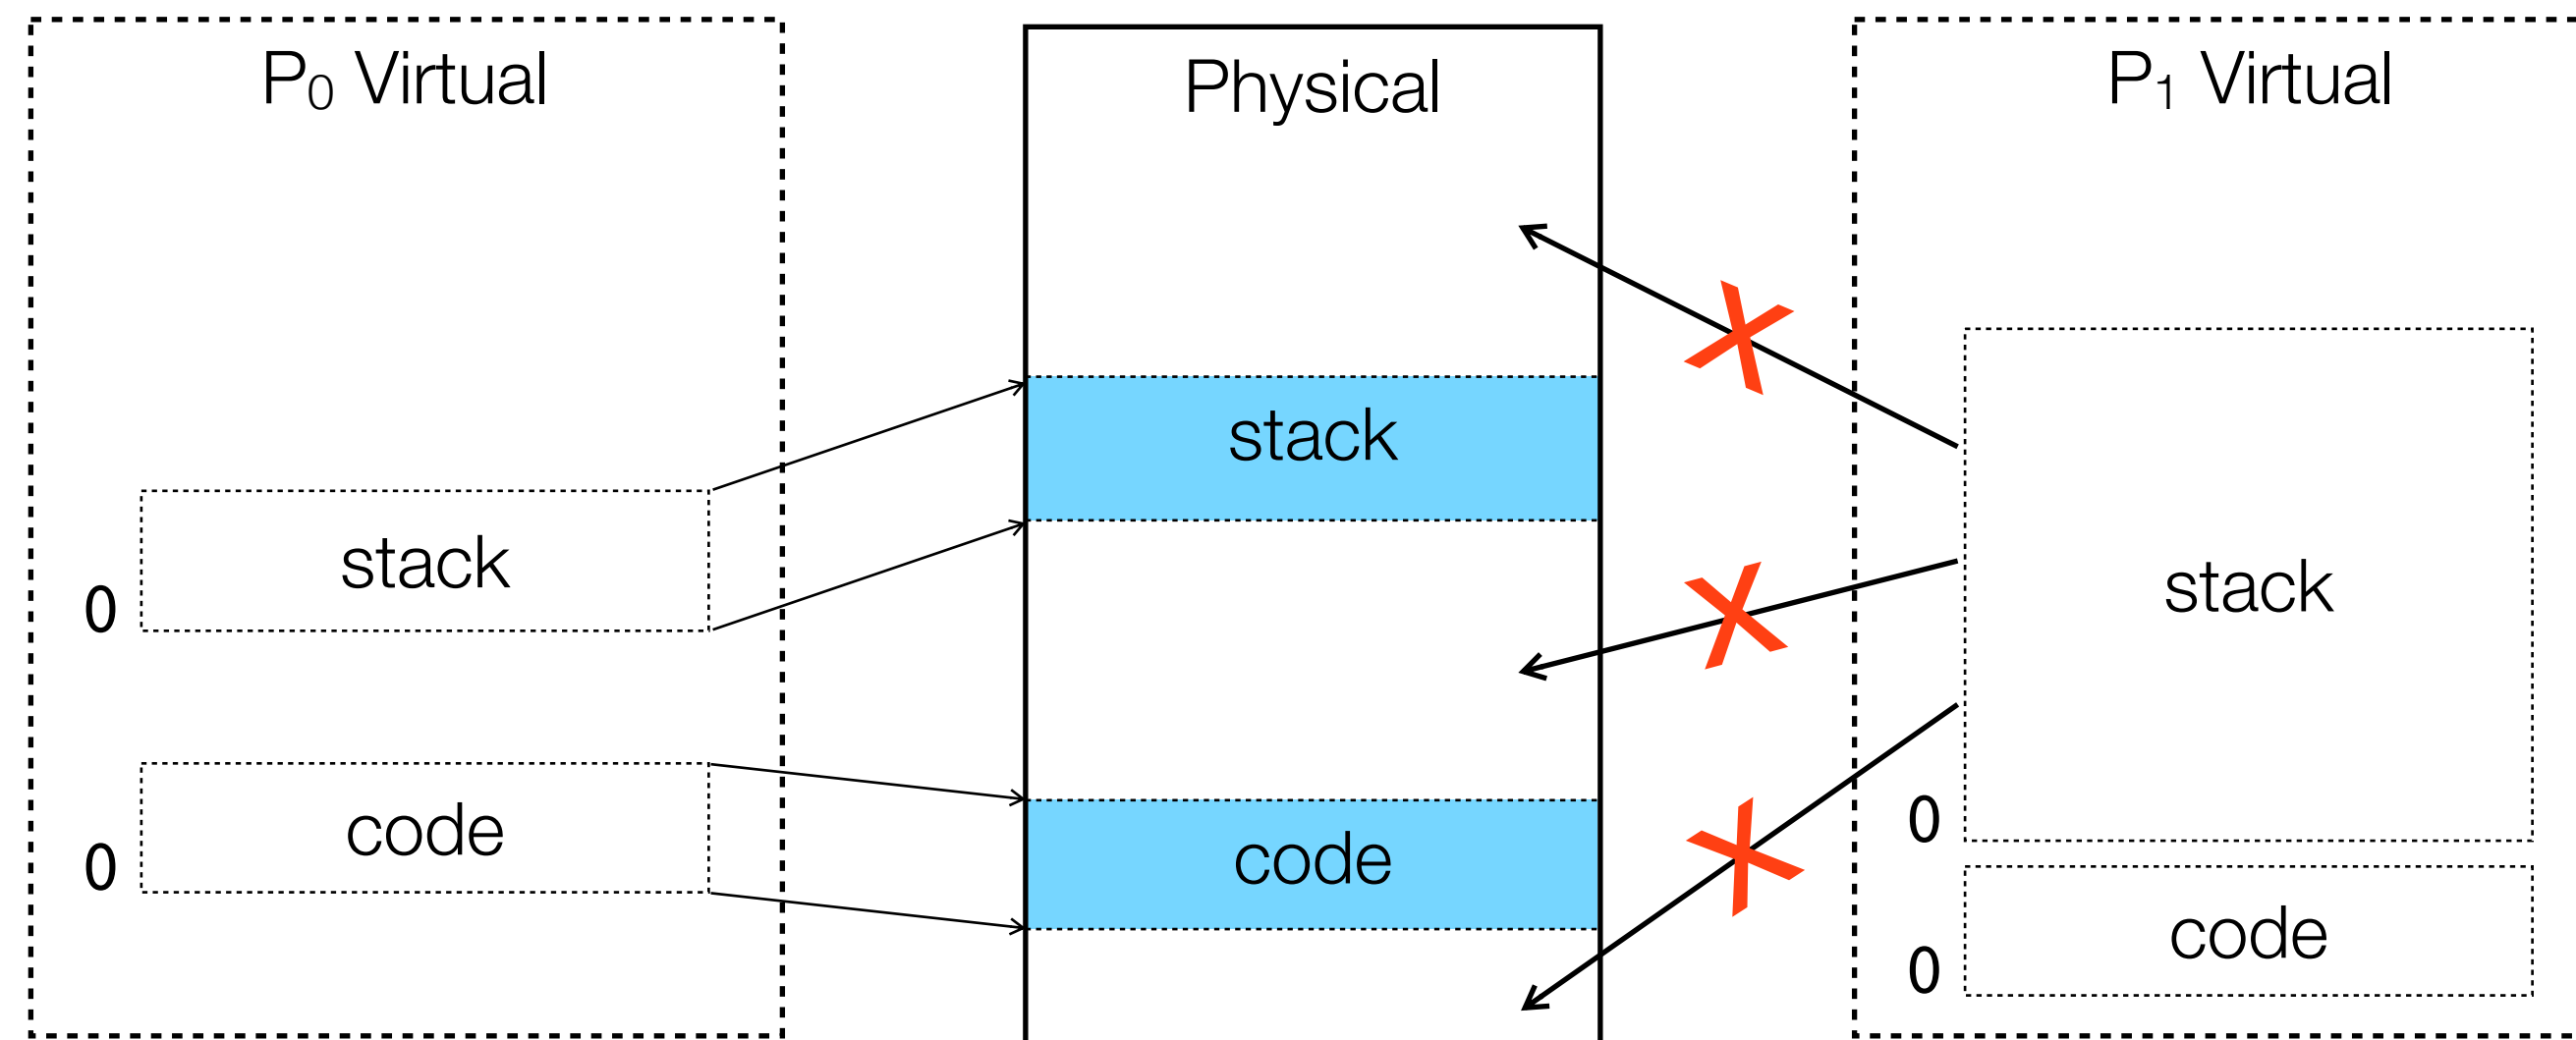 P₀ Virtual
Physical
P₁ Virtual
stack
stack
0
stack
0
code
0
code
0
code